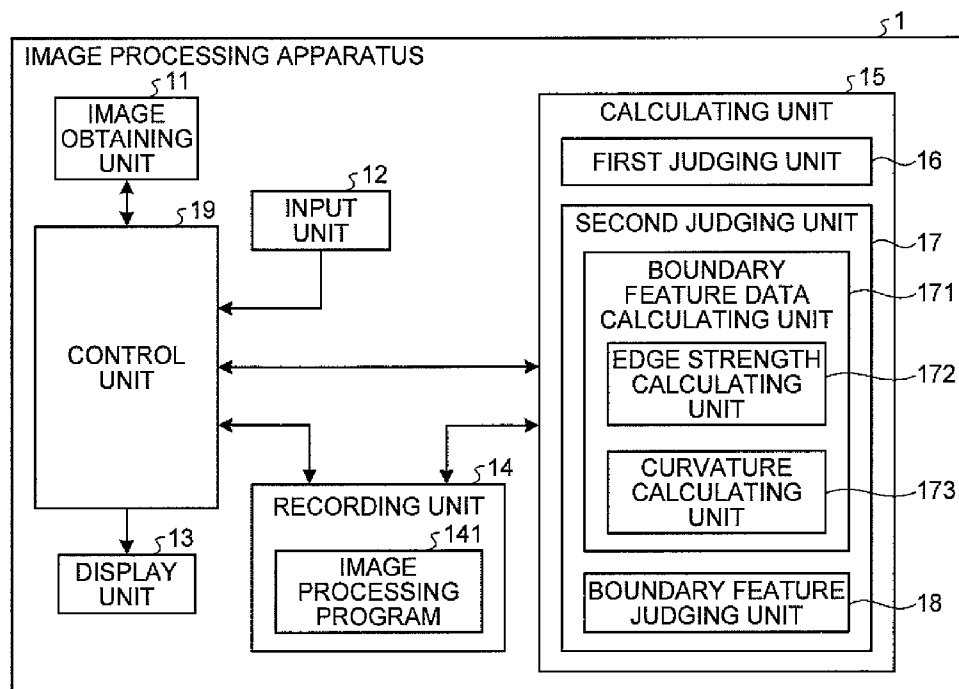 1
IMAGE PROCESSING APPARATUS
11
IMAGE
OBTAINING
UNIT
12
INPUT
UNIT
19
CONTROL
UNIT
13
DISPLAY
UNIT
14
RECORDING UNIT
141
IMAGE
PROCESSING
PROGRAM
15
CALCULATING UNIT
FIRST JUDGING UNIT
16
SECOND JUDGING UNIT
17
BOUNDARY
FEATURE DATA
CALCULATING UNIT
171
EDGE STRENGTH
CALCULATING
UNIT
172
CURVATURE
CALCULATING
UNIT
173
BOUNDARY FEATURE
JUDGING UNIT
18